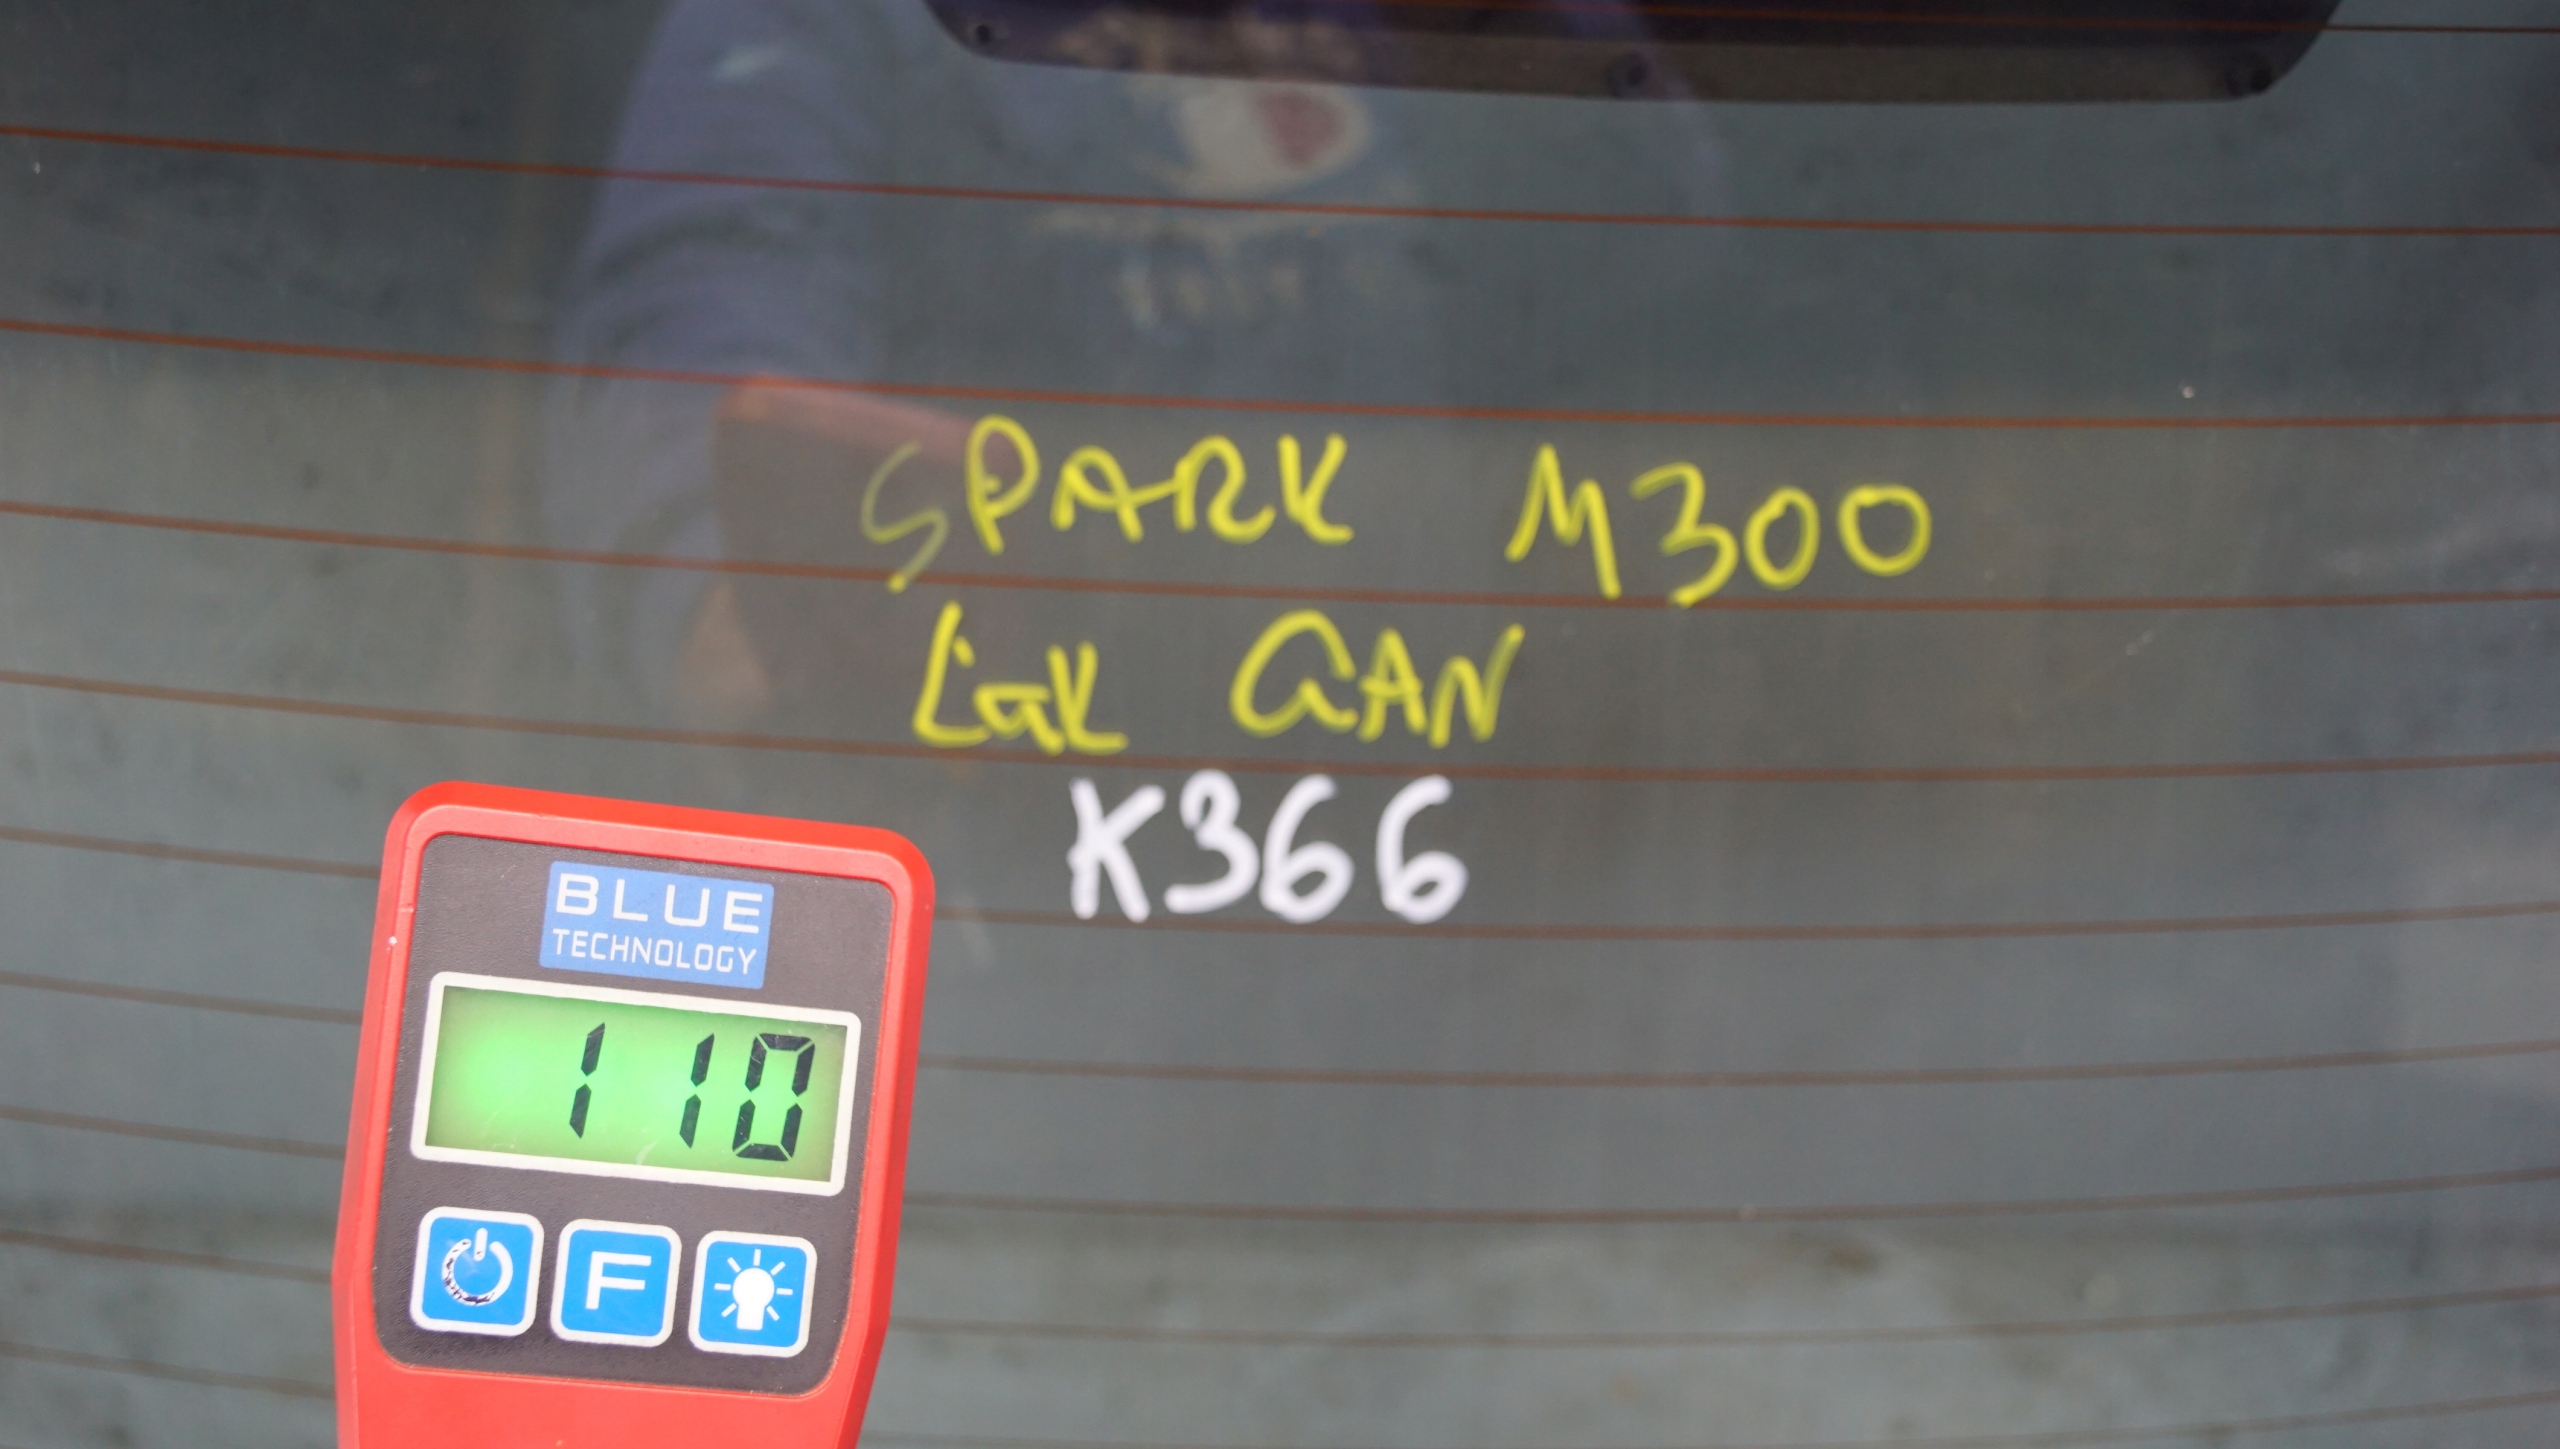 SPARK M300
LAK GAN
K366
BLUE
TECHNOLOGY
110
F